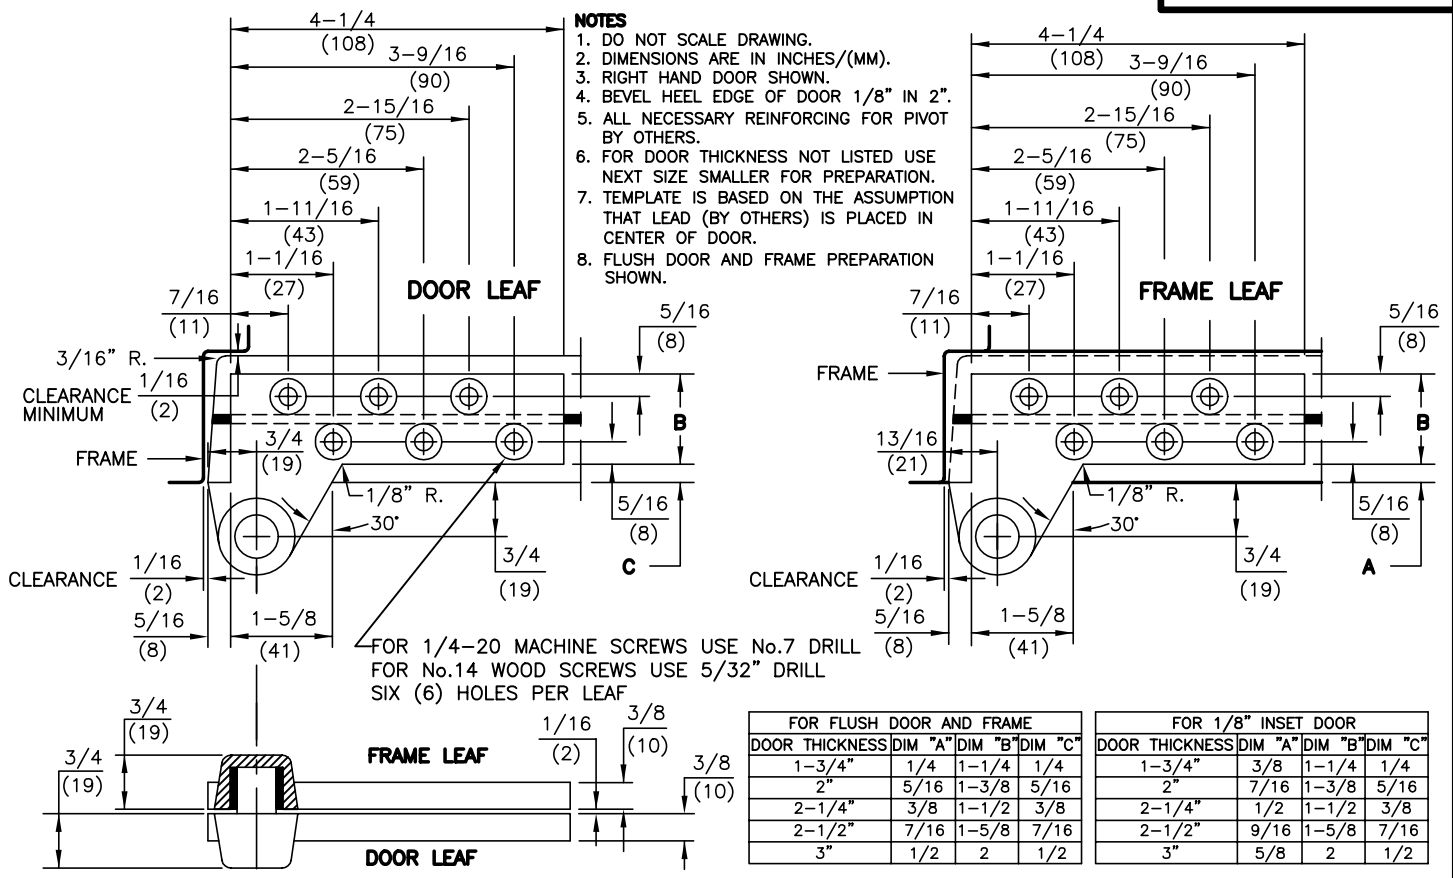 NOTES
1. DO NOT SCALE DRAWING.
2. DIMENSIONS ARE IN INCHES/(MM).
3. RIGHT HAND DOOR SHOWN.
4. BEVEL HEEL EDGE OF DOOR 1/8" IN 2".
5. ALL NECESSARY REINFORCING FOR PIVOT
BY OTHERS.
6. FOR DOOR THICKNESS NOT LISTED USE
NEXT SIZE SMALLER FOR PREPARATION.
7. TEMPLATE IS BASED ON THE ASSUMPTION
THAT LEAD (BY OTHERS) IS PLACED IN
CENTER OF DOOR.
8. FLUSH DOOR AND FRAME PREPARATION
SHOWN.
4-1/4
(108)
3-9/16
(90)
2-15/16
(75)
2-5/16
(59)
1-11/16
(43)
1-1/16
(27)
DOOR LEAF
7/16
(11)
5/16
(8)
3/16" R.
CLEARANCE
MINIMUM
1/16
(2)
B
FRAME
3/4
(19)
1/8" R.
30°
5/16
(8)
3/4
(19)
C
CLEARANCE
1/16
(2)
5/16
(8)
1-5/8
(41)
FOR 1/4-20 MACHINE SCREWS USE No.7 DRILL
FOR No.14 WOOD SCREWS USE 5/32" DRILL
SIX (6) HOLES PER LEAF
4-1/4
(108)
3-9/16
(90)
2-15/16
(75)
2-5/16
(59)
1-11/16
(43)
1-1/16
(27)
FRAME LEAF
7/16
(11)
5/16
(8)
FRAME
B
13/16
(21)
1/8" R.
30°
5/16
(8)
3/4
(19)
A
CLEARANCE
1/16
(2)
5/16
(8)
1-5/8
(41)
3/4
(19)
3/4
(19)
FRAME LEAF
1/16
(2)
3/8
(10)
3/8
(10)
DOOR LEAF
FOR FLUSH DOOR AND FRAME
DOOR THICKNESS DIM "A" DIM "B" DIM "C"
1-3/4" 1/4 1-1/4 1/4
2" 5/16 1-3/8 5/16
2-1/4" 3/8 1-1/2 3/8
2-1/2" 7/16 1-5/8 7/16
3" 1/2 2 1/2
FOR 1/8" INSET DOOR
DOOR THICKNESS DIM "A" DIM "B" DIM "C"
1-3/4" 3/8 1-1/4 1/4
2" 7/16 1-3/8 5/16
2-1/4" 1/2 1-1/2 3/8
2-1/2" 9/16 1-5/8 7/16
3" 5/8 2 1/2